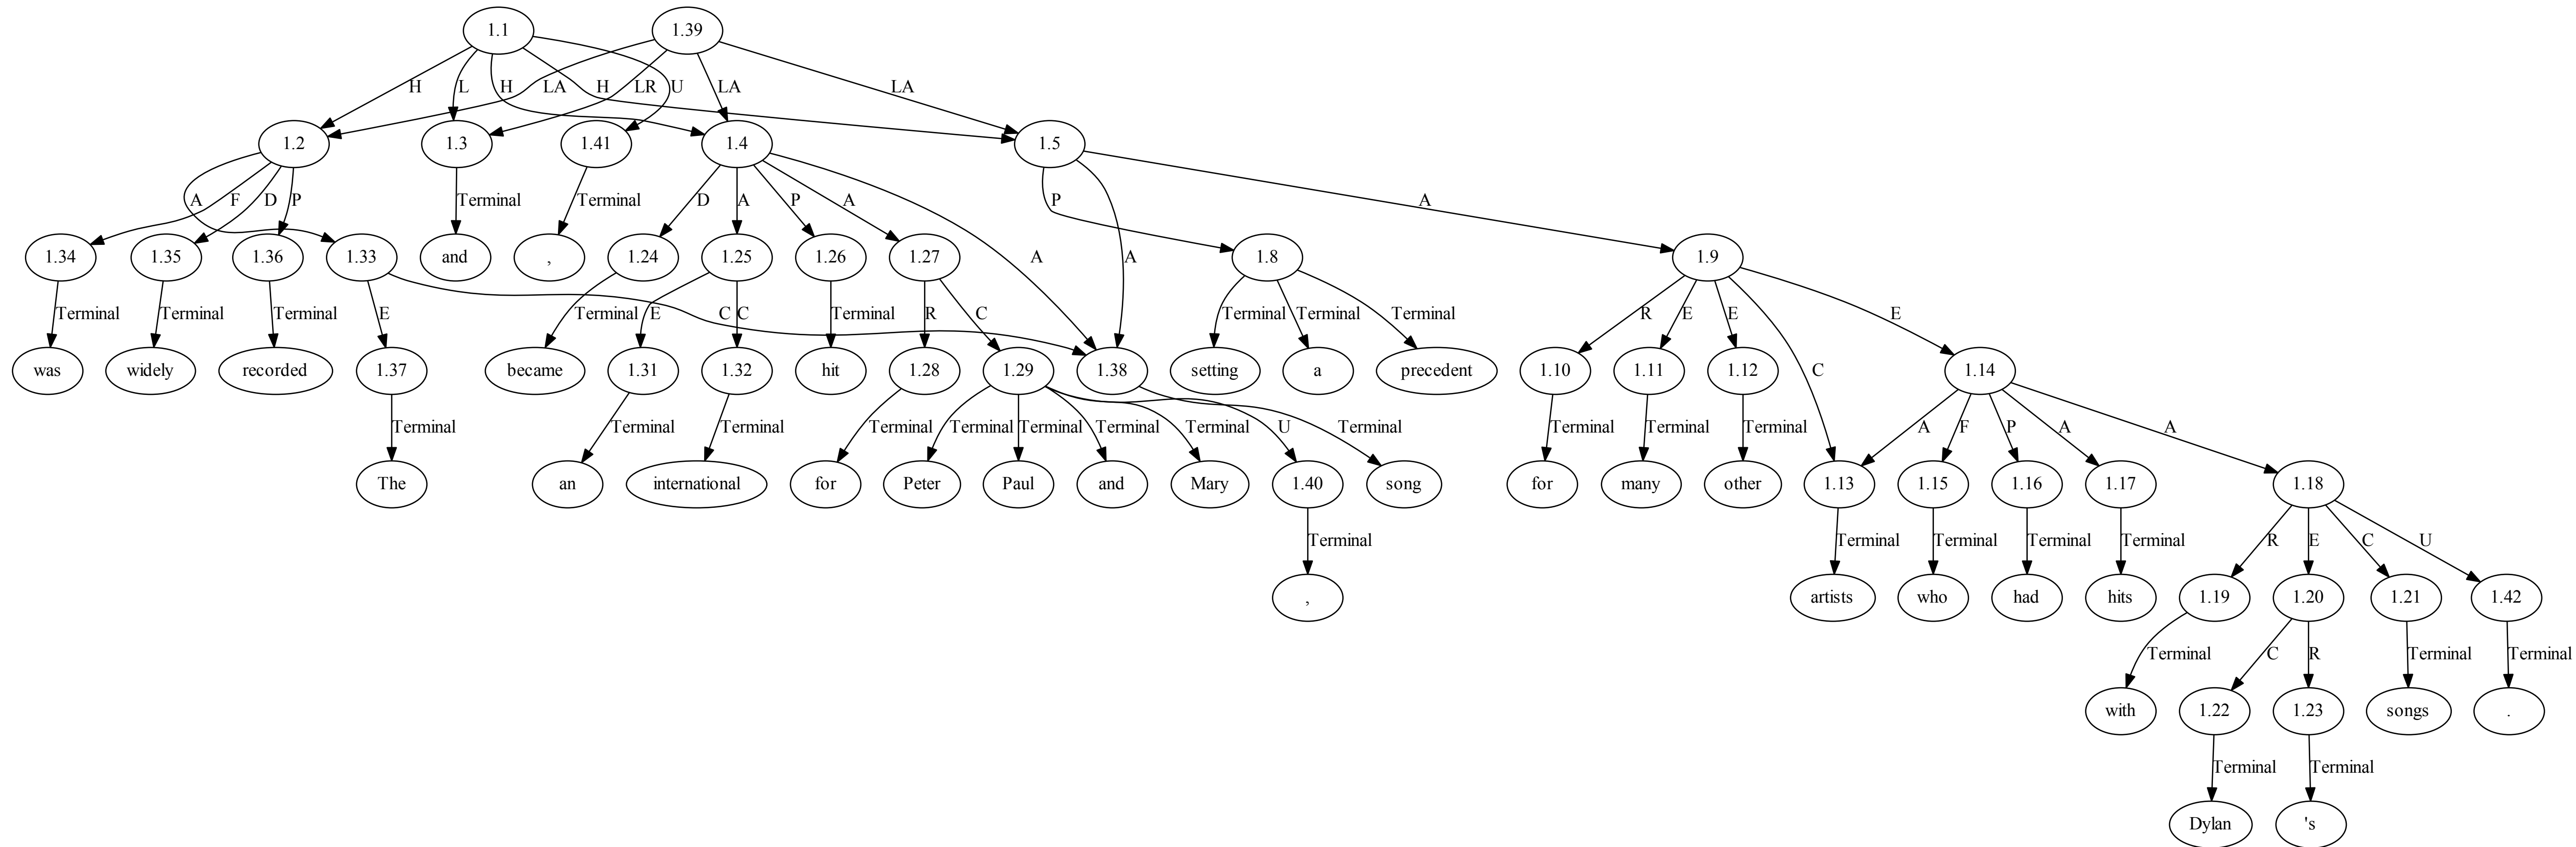 1.1 1.39
H L H H U LA LR LA LA
1.2 1.3 1.41 1.4 1.5
A F D P Terminal Terminal D A P A A P A A
1.34 1.35 1.36 1.33 and , 1.24 1.25 1.26 1.27 1.8 1.9
Terminal Terminal Terminal E C Terminal E C Terminal R C Terminal Terminal Terminal R E E C E
was widely recorded 1.37 became 1.31 1.32 hit 1.28 1.29 1.38 setting a precedent 1.10 1.11 1.12 1.14
Terminal Terminal Terminal Terminal Terminal Terminal Terminal Terminal U Terminal Terminal Terminal Terminal A F P A A
The an international for Peter Paul and Mary 1.40 song for many other 1.13 1.15 1.16 1.17 1.18
Terminal Terminal Terminal Terminal Terminal R E C U
, artists who had hits 1.19 1.20 1.21 1.42
Terminal C R Terminal Terminal
with 1.22 1.23 songs .
Terminal Terminal
Dylan 's